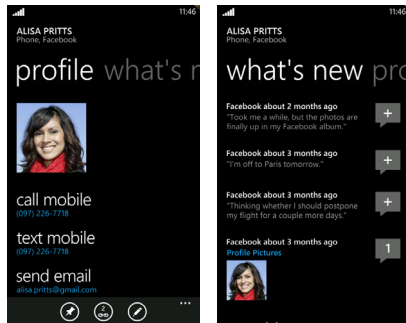 11:46
ALISA PRITTS
Phone, Facebook
profile what's r
call mobile
(097) 226-7718
text mobile
(097) 226-7718
send email
alisa.pritts@gmail.com
2
11:46
ALISA PRITTS
Phone, Facebook
what's new pro
Facebook about 2 months ago
"Took me a while, but the photos are
finally up in my Facebook album."
Facebook about 3 months ago
"I'm off to Paris tomorrow."
Facebook about 3 months ago
"Thinking whether I should postpone
my flight for a couple more days."
Facebook about 3 months ago
1
Profile Pictures